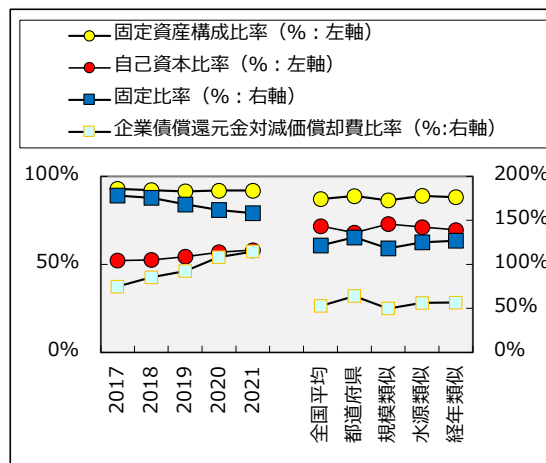 固定資産構成比率（%：左軸）
自己資本比率（%：左軸）
固定比率（%：右軸）
企業債償還元金対減価償却費比率（%:右軸）
100%
50%
0%
200%
150%
100%
50%
0%
2017
2018
2019
2020
2021
全国平均
都道府県
規模類似
水源類似
経年類似